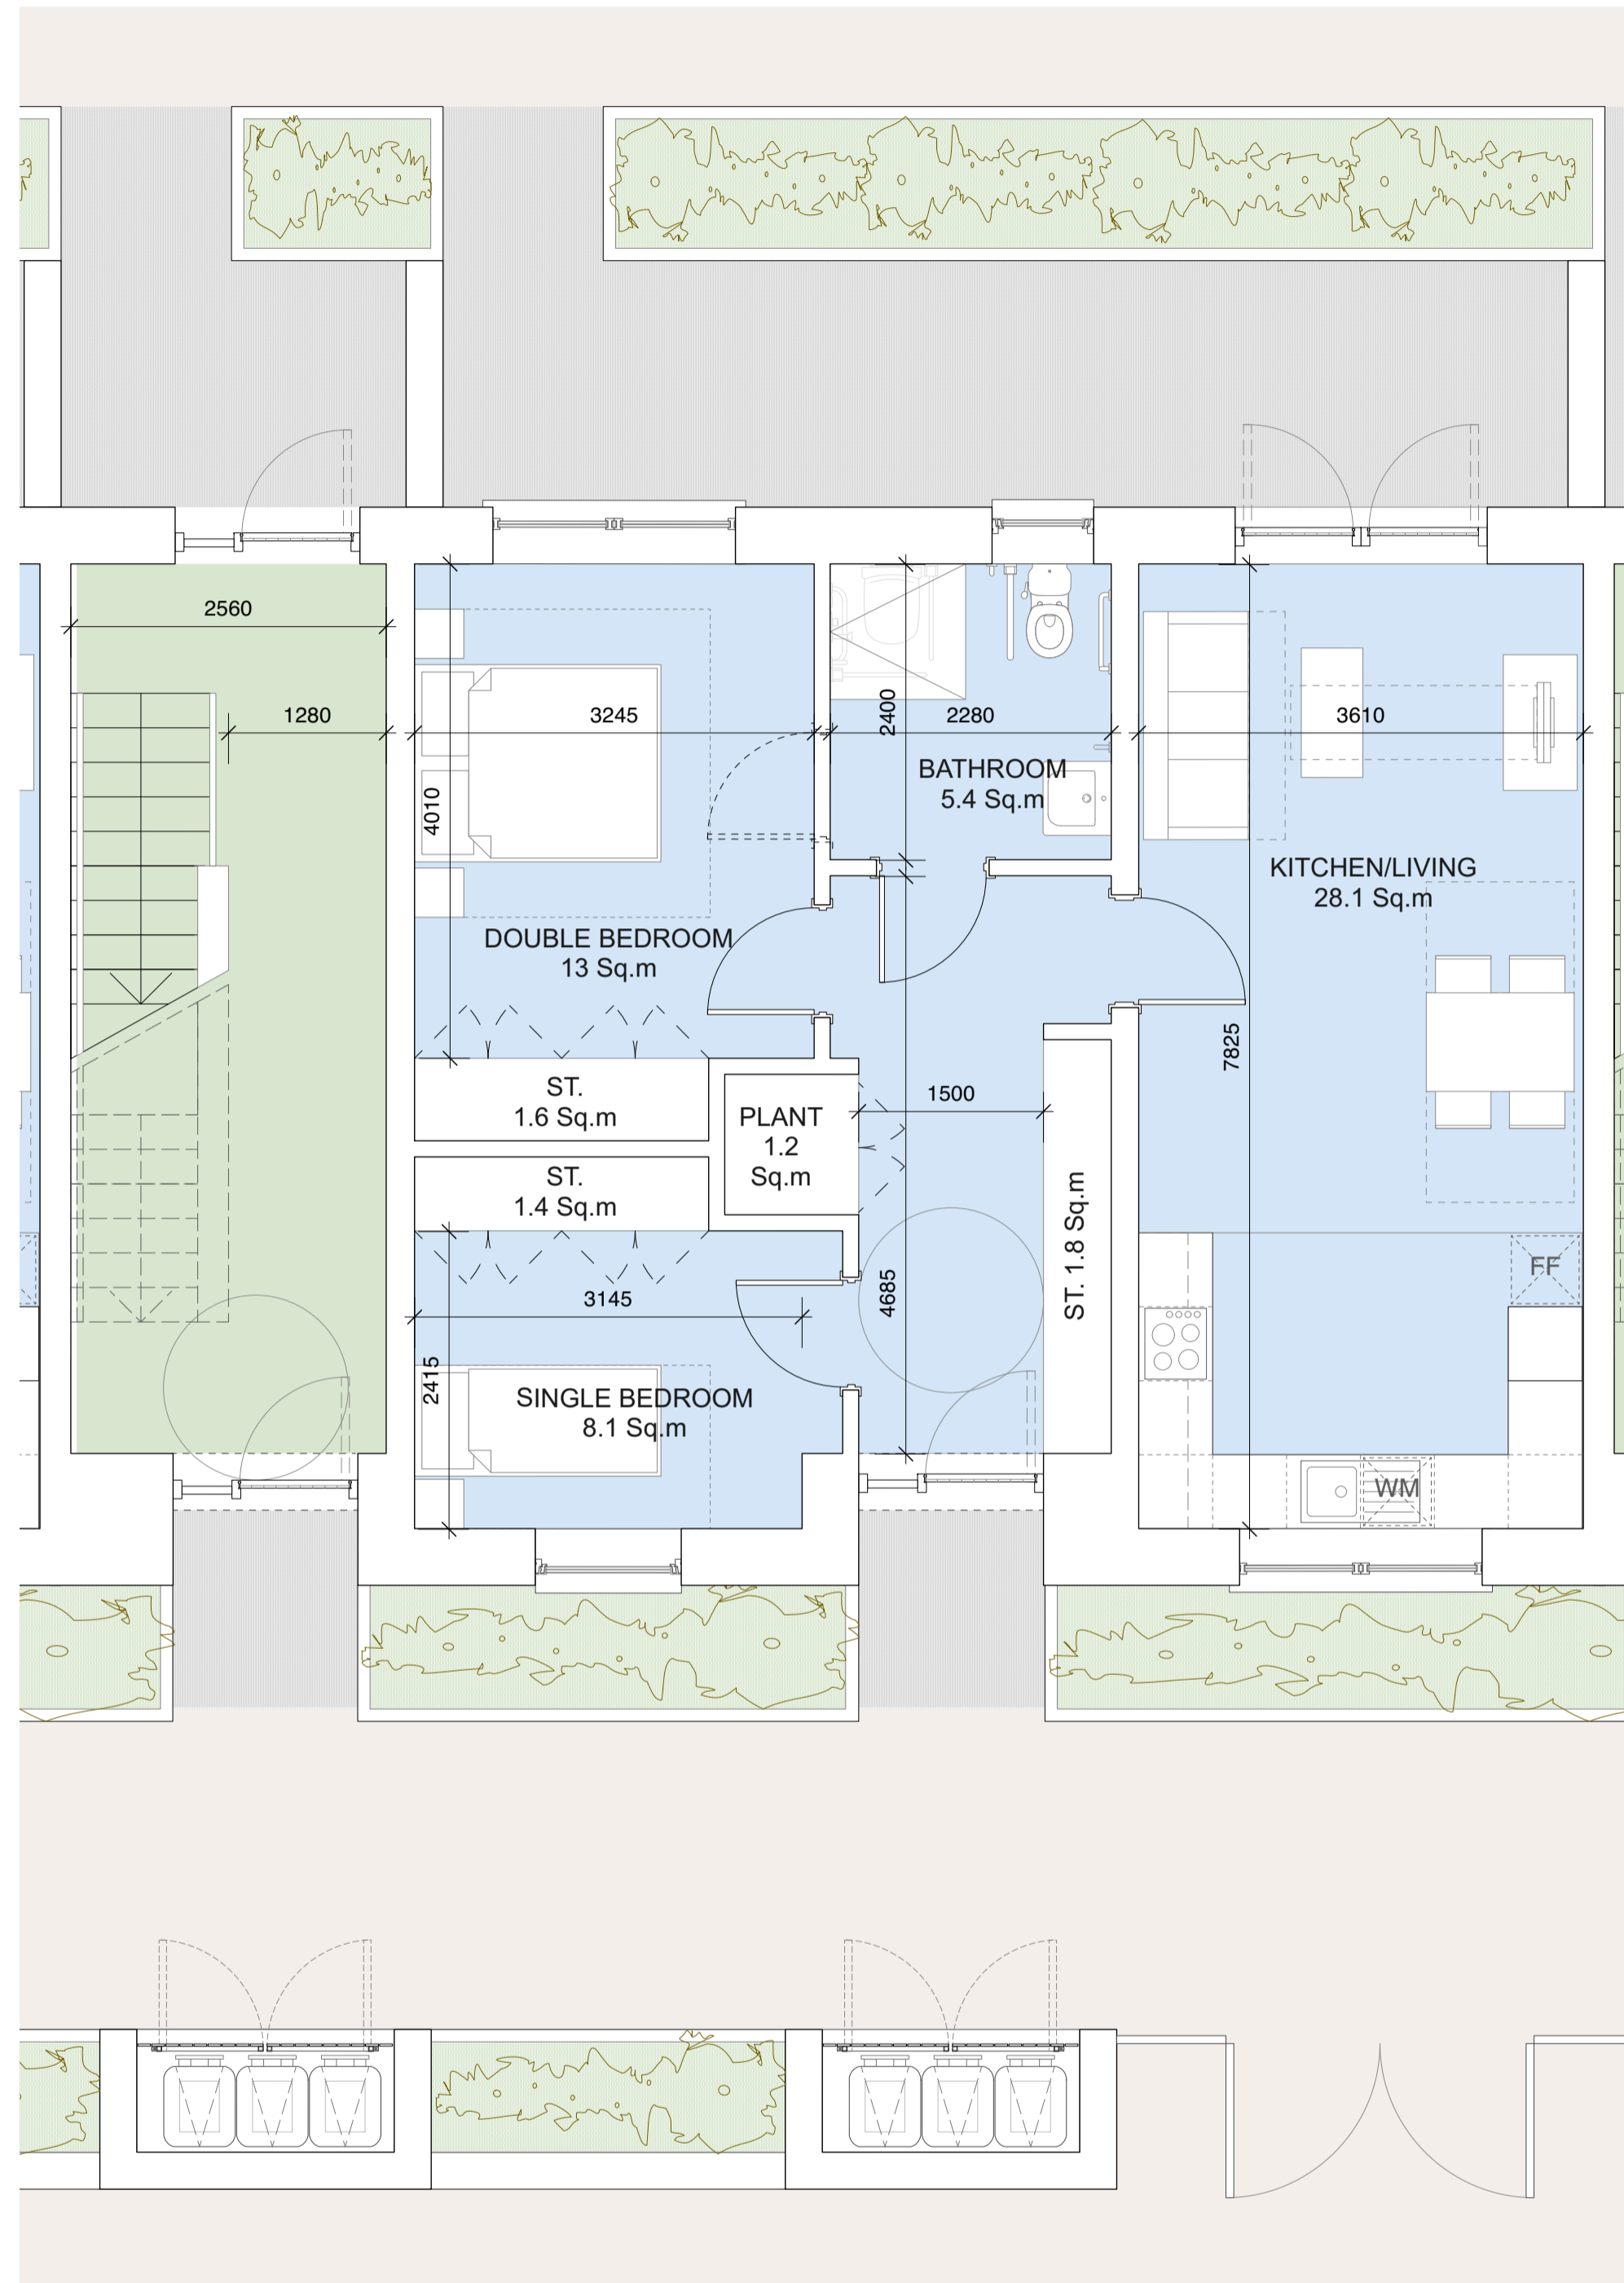 2560
1280
3245
2400
2280
3610
4010
BATHROOM
5.4 Sq.m
KITCHEN/LIVING
28.1 Sq.m
DOUBLE BEDROOM
13 Sq.m
7825
ST.
1.6 Sq.m
PLANT
1.2
Sq.m
1500
ST.
1.4 Sq.m
ST. 1.8 Sq.m
FF
3145
4685
2415
SINGLE BEDROOM
8.1 Sq.m
WM